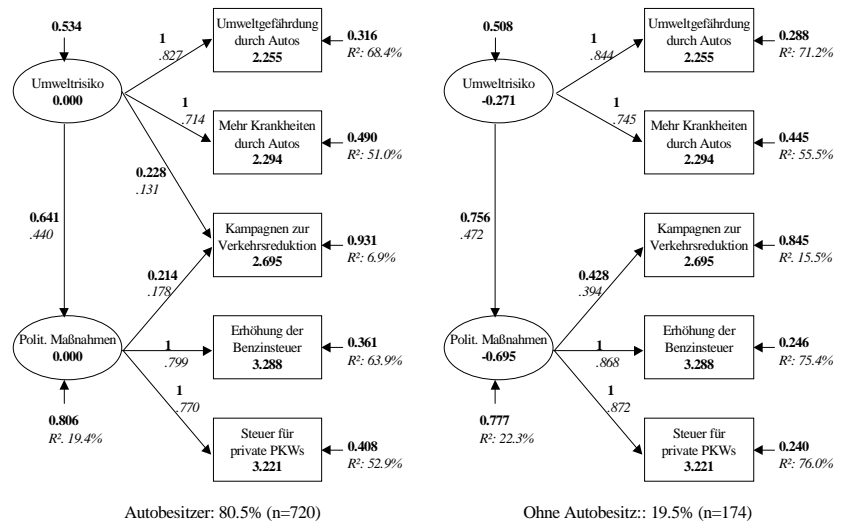 0.534
1
.827
Umweltgefährdung
durch Autos
2.255
0.316
R²: 68.4%
Umweltrisiko
0.000
1
.714
Mehr Krankheiten
durch Autos
2.294
0.490
R²: 51.0%
0.228
.131
0.641
.440
Kampagnen zur
Verkehrsreduktion
2.695
0.931
R²: 6.9%
0.214
.178
Polit. Maßnahmen
0.000
1
.799
Erhöhung der
Benzinsteuer
3.288
0.361
R²: 63.9%
1
.770
0.806
R². 19.4%
Steuer für
private PKWs
3.221
0.408
R²: 52.9%
Autobesitzer: 80.5% (n=720)
0.508
1
.844
Umweltgefährdung
durch Autos
2.255
0.288
R²: 71.2%
Umweltrisiko
-0.271
1
.745
Mehr Krankheiten
durch Autos
2.294
0.445
R²: 55.5%
0.756
.472
Kampagnen zur
Verkehrsreduktion
2.695
0.845
R². 15.5%
0.428
.394
Polit. Maßnahmen
-0.695
1
.868
Erhöhung der
Benzinsteuer
3.288
0.246
R²: 75.4%
1
.872
0.777
R²: 22.3%
Steuer für
private PKWs
3.221
0.240
R²: 76.0%
Ohne Autobesitz:: 19.5% (n=174)